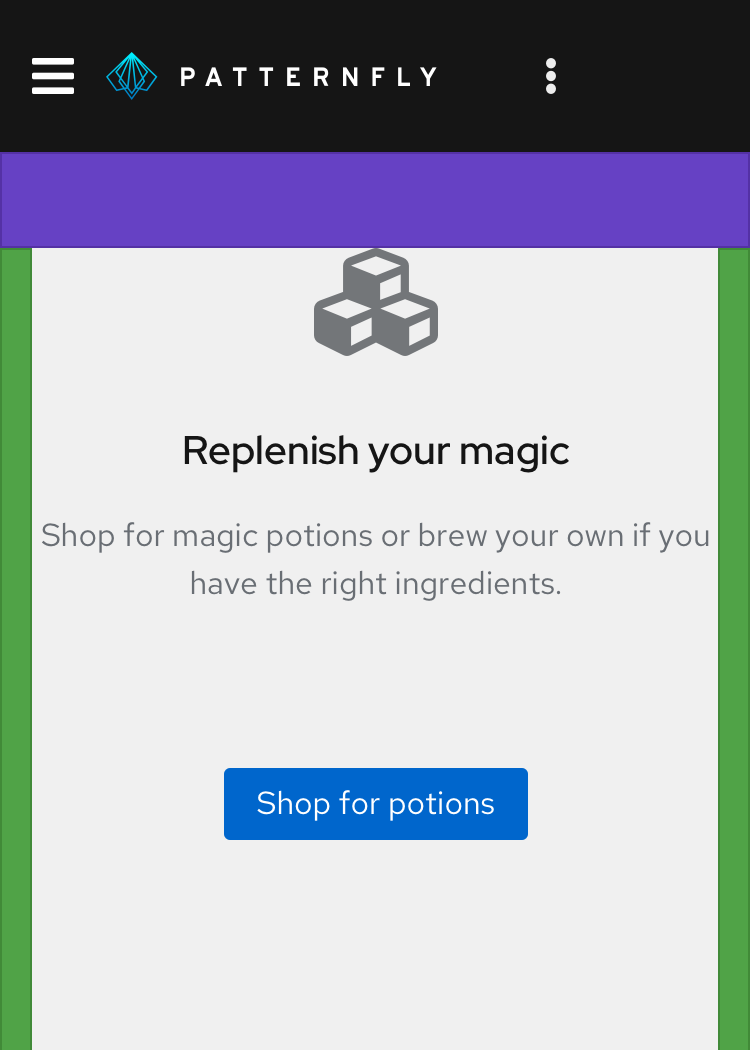 PATTERNFLY
Replenish your magic
Shop for magic potions or brew your own if you
have the right ingredients.
Shop for potions